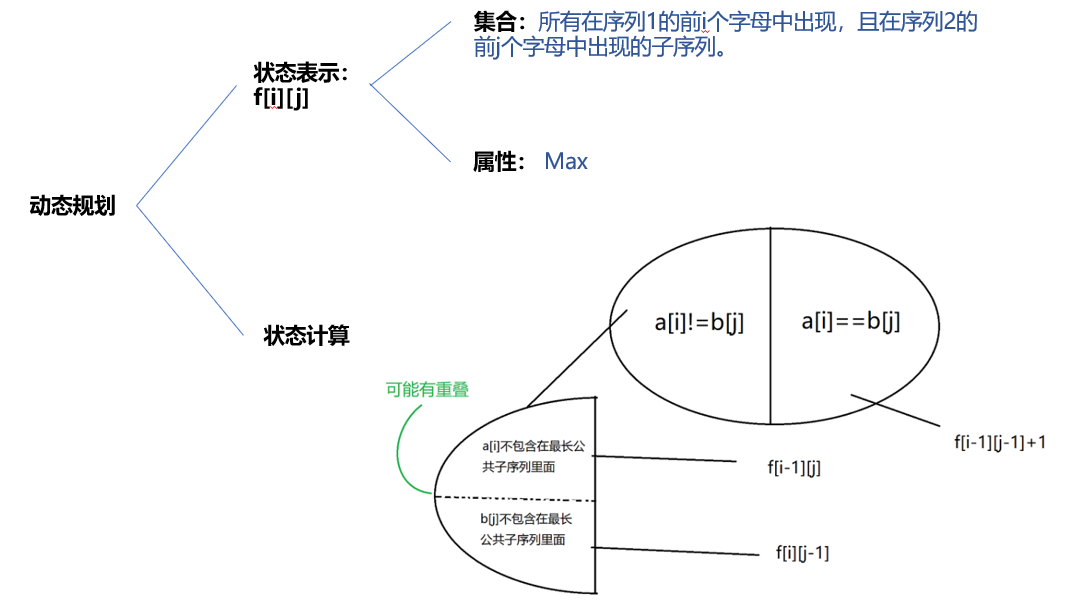 集合：所有在序列1的前i个字母中出现，且在序列2的
前j个字母中出现的子序列。
状态表示：
f[i][j]
属性： Max
动态规划
状态计算
a[i]!=b[j]
a[i]==b[j]
可能有重叠
f[i-1][j-1]+1
a[i]不包含在最长公
共子序列里面
f[i-1][j]
b[j]不包含在最长
公共子序列里面
f[i][j-1]